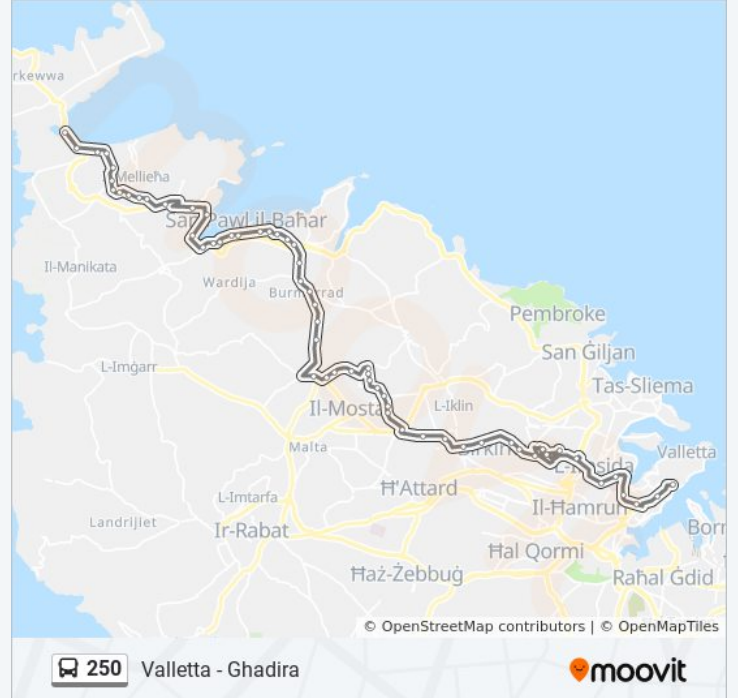 rkewwa
Mellieħa
San Pawl il-Baħar
Il-Manikata
Wardija
Burmarrad
Pembroke
San Ġiljan
L-Imġarr
Tas-Sliema
Il-Mosta
L-Iklin
Malta
Birkirk
Valletta
L-Imsida
Ħ'Attard
L-Imtarfa
Il-Ħamrun
Landrijiet
Ir-Rabat
Born
Ħal Qormi
Ħaż-Żebbuġ
Raħal Ġdid
© OpenStreetMap contributors | © OpenMapTiles
250 Valletta - Ghadira moovit